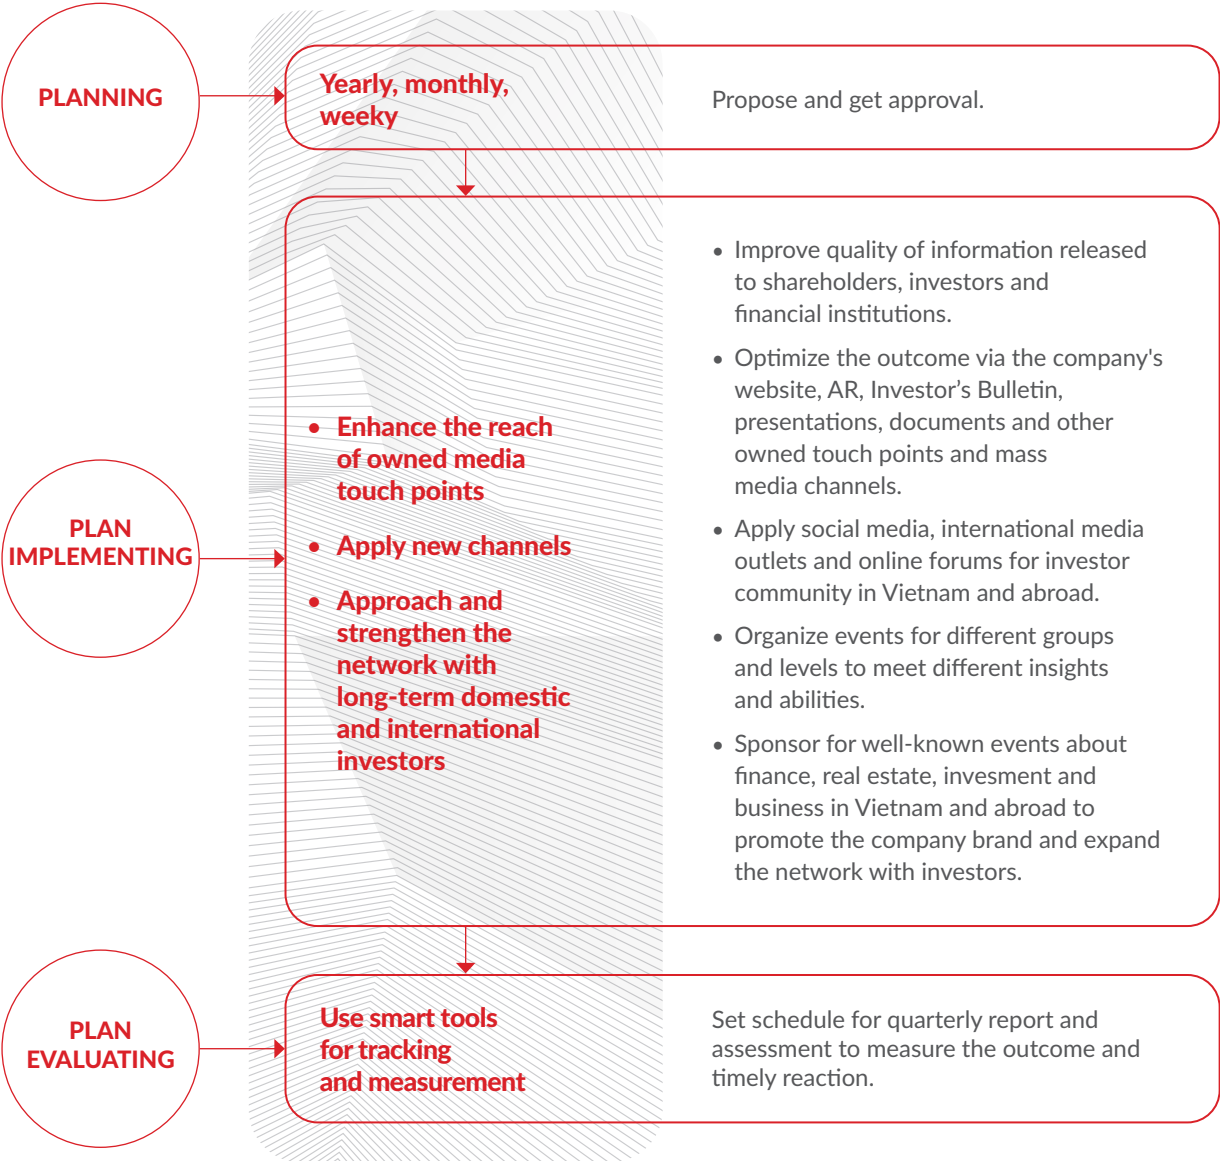 PLANNING
Yearly, monthly,
weeky
Propose and get approval.
PLAN
IMPLEMENTING
• Enhance the reach
of owned media
touch points
• Apply new channels
• Approach and
strengthen the
network with
long-term domestic
and international
investors
• Improve quality of information released
to shareholders, investors and
financial institutions.
• Optimize the outcome via the company's
website, AR, Investor’s Bulletin,
presentations, documents and other
owned touch points and mass
media channels.
• Apply social media, international media
outlets and online forums for investor
community in Vietnam and abroad.
• Organize events for different groups
and levels to meet different insights
and abilities.
• Sponsor for well-known events about
finance, real estate, invesment and
business in Vietnam and abroad to
promote the company brand and expand
the network with investors.
PLAN
EVALUATING
Use smart tools
for tracking
and measurement
Set schedule for quarterly report and
assessment to measure the outcome and
timely reaction.